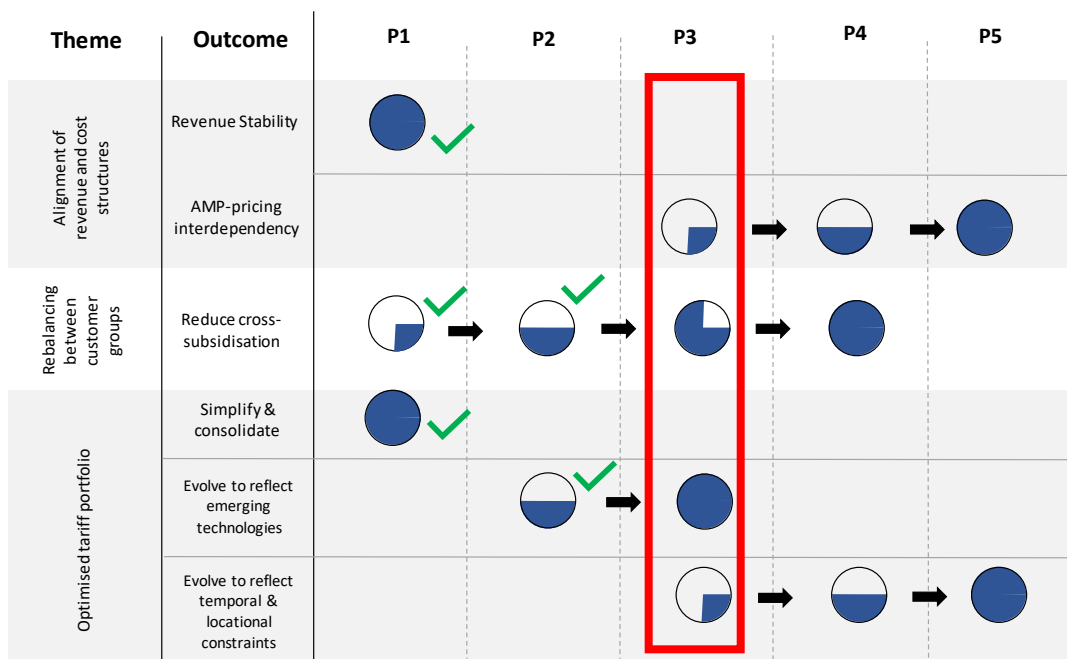 Theme
Outcome
P1
P2
P3
P4
P5
Alignment of
revenue and cost
structures
Revenue Stability
AMP-pricing
interdependency
Rebalancing
between
customer
groups
Reduce cross-
subsidisation
Optimised tariff portfolio
Simplify &
consolidate
Evolve to reflect
emerging
technologies
Evolve to reflect
temporal &
locational
constraints